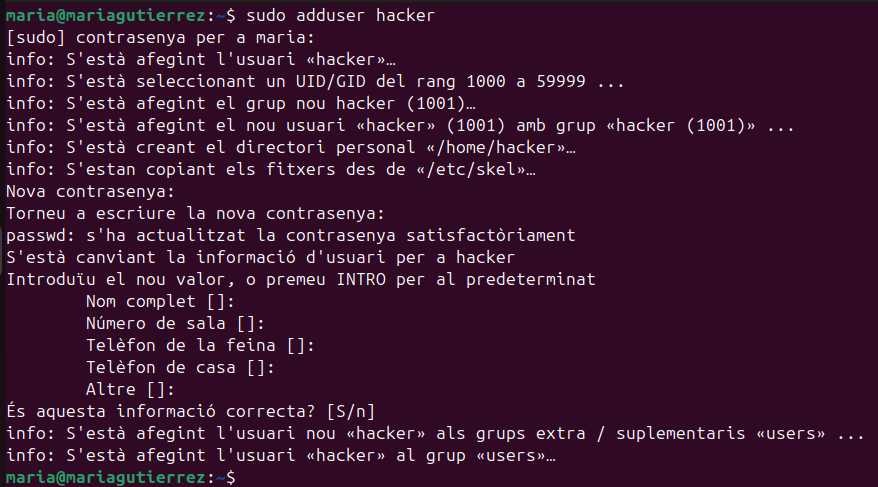 maria@mariagutierrez:~$ sudo adduser hacker
[sudo] contrasenya per a maria:
info: S'està afegint l'usuari «hacker»…
info: S'està seleccionant un UID/GID del rang 1000 a 59999 ...
info: S'està afegint el grup nou hacker (1001)…
info: S'està afegint el nou usuari «hacker» (1001) amb grup «hacker (1001)» ...
info: S'està creant el directori personal «/home/hacker»…
info: S'estan copiant els fitxers des de «/etc/skel»…
Nova contrasenya:
Torneu a escriure la nova contrasenya:
passwd: s'ha actualitzat la contrasenya satisfactòriament
S'està canviant la informació d'usuari per a hacker
Introduïu el nou valor, o premeu INTRO per al predeterminat
Nom complet []:
Número de sala []:
Telèfon de la feina []:
Telèfon de casa []:
Altre []:
És aquesta informació correcta? [S/n]
info: S'està afegint l'usuari nou «hacker» als grups extra / suplementaris «users» ...
info: S'està afegint l'usuari «hacker» al grup «users»…
maria@mariagutierrez:~$